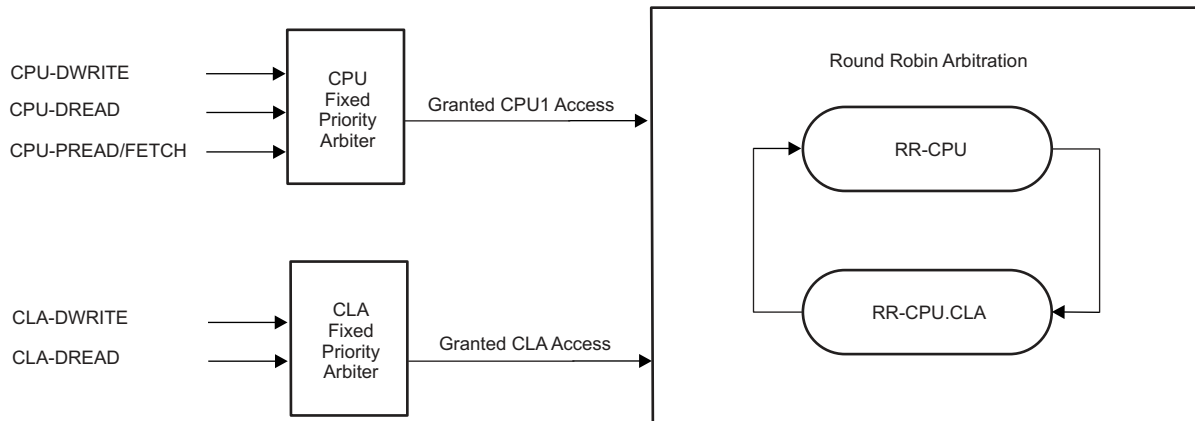 CPU-DWRITE
CPU-DREAD
CPU-PREAD/FETCH
CPU
Fixed
Priority
Arbiter
Granted CPU1 Access
CLA-DWRITE
CLA-DREAD
CLA
Fixed
Priority
Arbiter
Granted CLA Access
Round Robin Arbitration
RR-CPU
RR-CPU.CLA